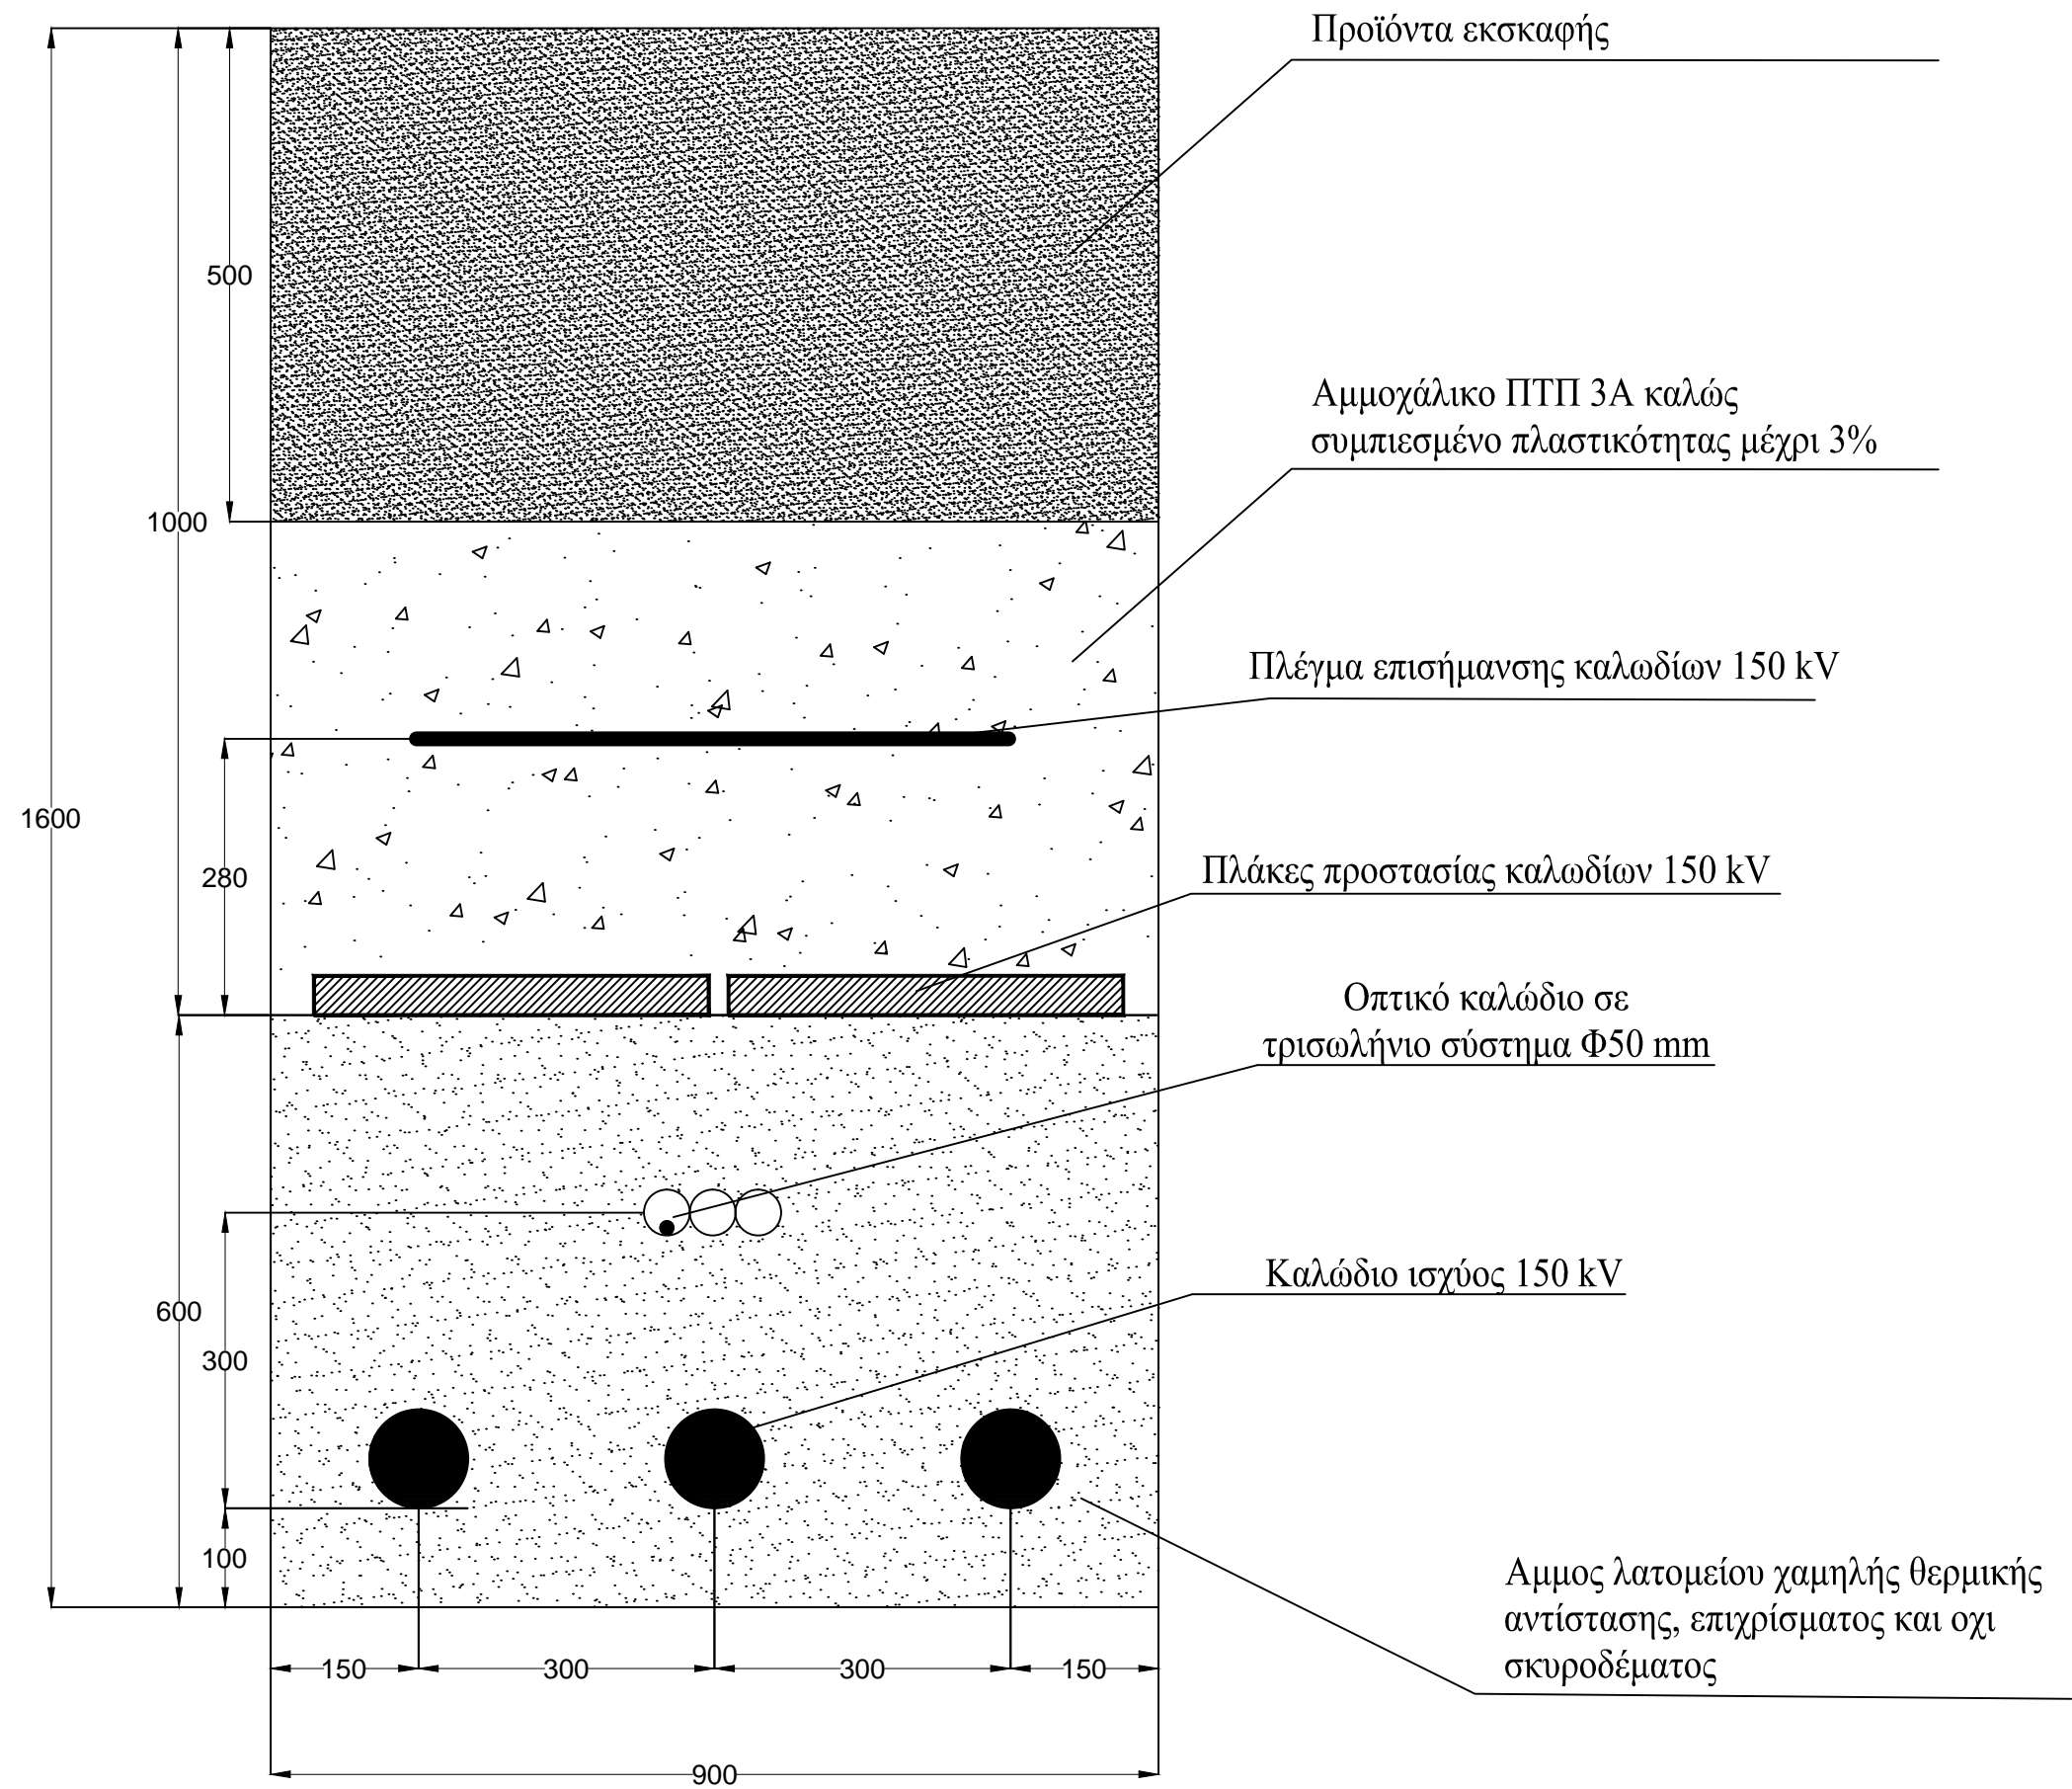 Προϊόντα εκσκαφής
500
Αμμοχάλικο ΠΤΠ 3Α καλώς
συμπιεσμένο πλαστικότητας μέχρι 3%
1000
Πλέγμα επισήμανσης καλωδίων 150 kV
1600
280
Πλάκες προστασίας καλωδίων 150 kV
Οπτικό καλώδιο σε
τρισωλήνιο σύστημα Φ50 mm
Καλώδιο ισχύος 150 kV
600
300
100
Αμμος λατομείου χαμηλής θερμικής
αντίστασης, επιχρίσματος και οχι
σκυροδέματος
150 300 300 150
900